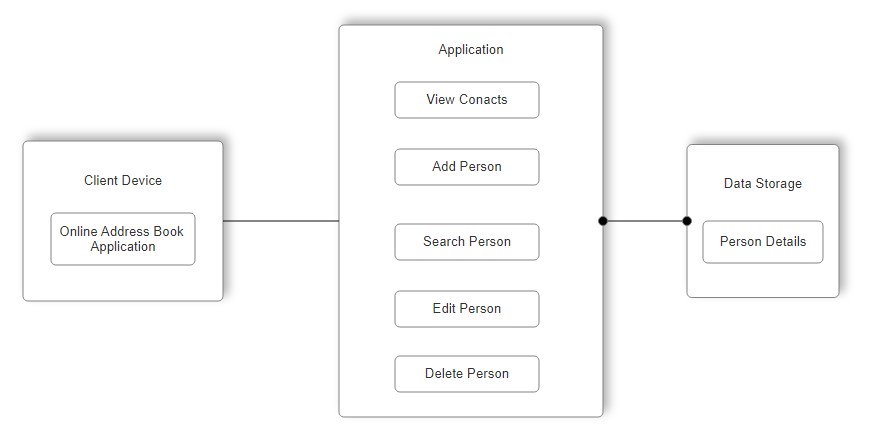 Client Device
Online Address Book
Application
Application
View Conacts
Add Person
Search Person
Edit Person
Delete Person
Data Storage
Person Details